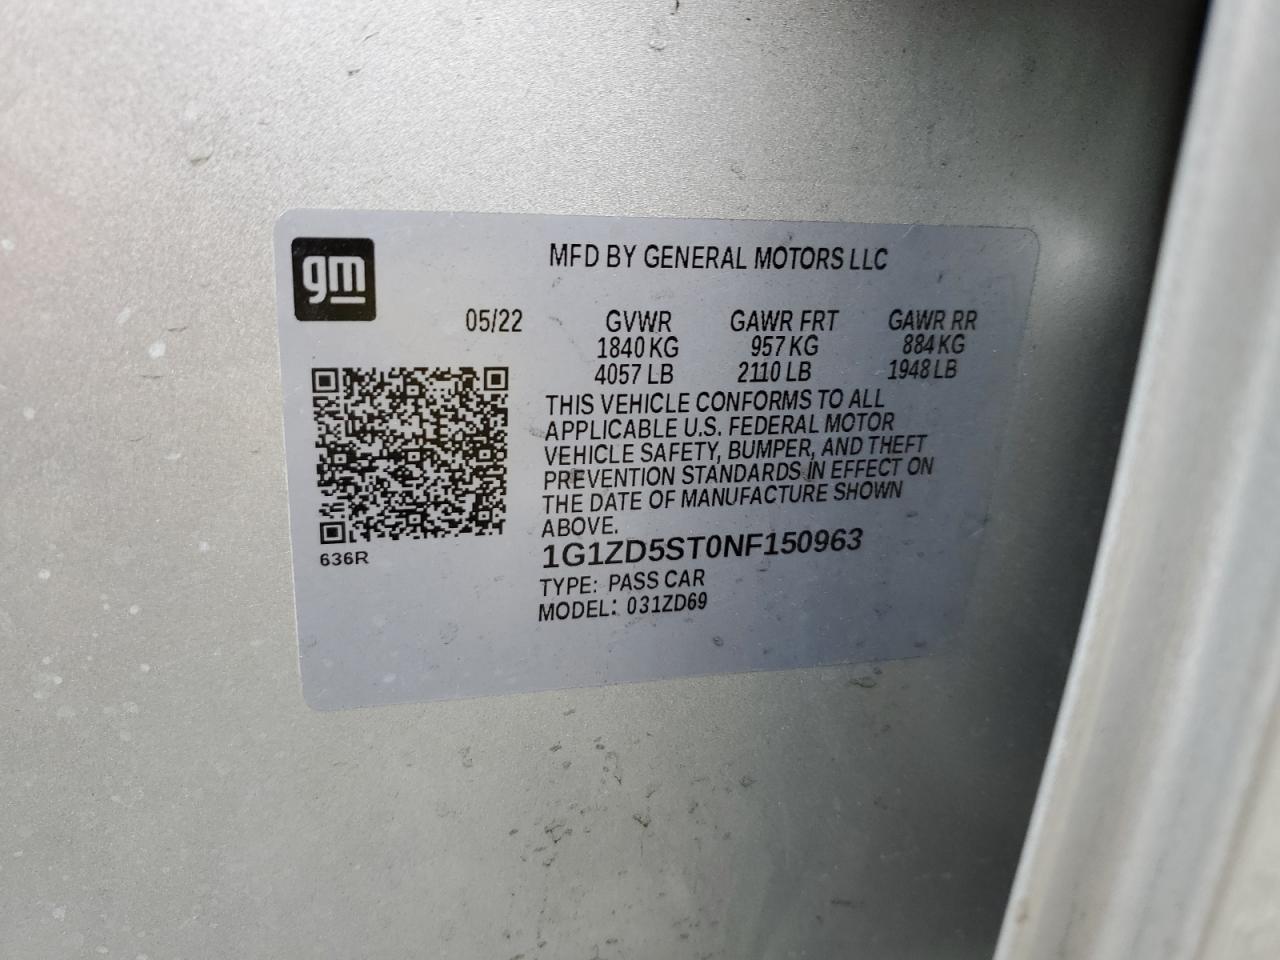 gm
MFD BY GENERAL MOTORS LLC
05/22 GVWR GAWR FRT GAWR RR
1840 KG 957 KG 884 KG
4057 LB 2110 LB 1948 LB
THIS VEHICLE CONFORMS TO ALL
APPLICABLE U.S. FEDERAL MOTOR
VEHICLE SAFETY, BUMPER, AND THEFT
PREVENTION STANDARDS IN EFFECT ON
THE DATE OF MANUFACTURE SHOWN
ABOVE.
636R
1G1ZD5ST0NF150963
TYPE: PASS CAR
MODEL: 031ZD69